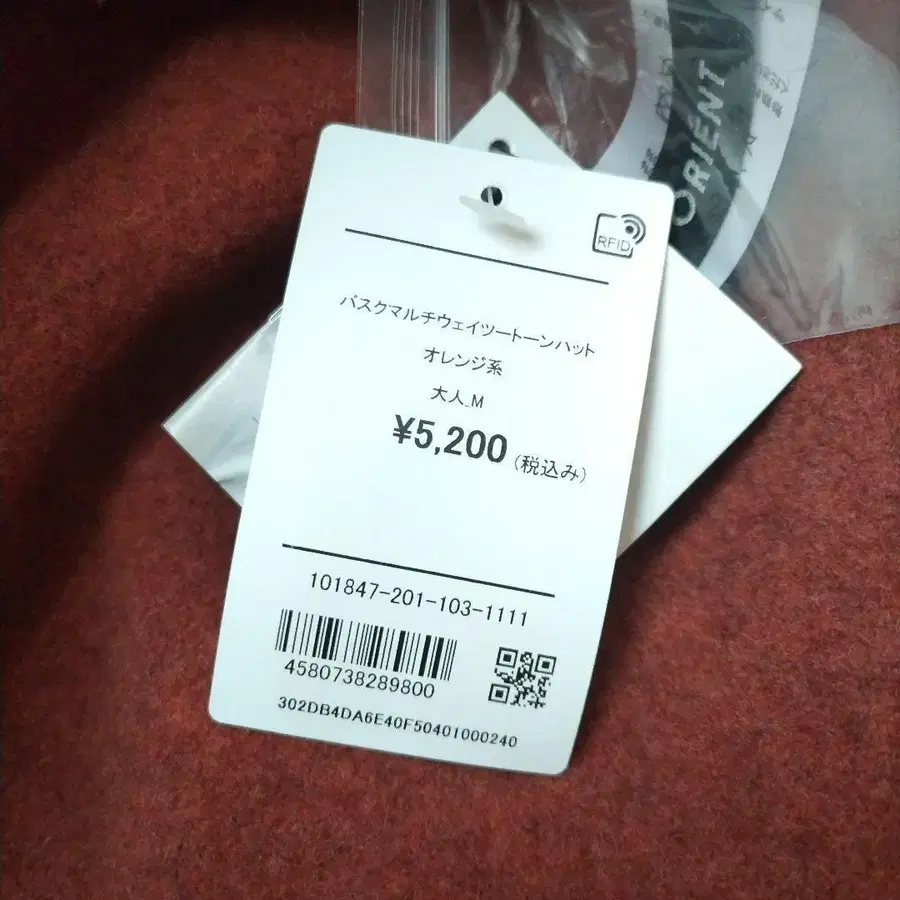 ORIENT
RFID
バスクマルチウェイツートーンハット
オレンジ系
大人_M
¥5,200 (税込み)
101847-201-103-1111
4580738289800
302DB4DA6E40F50401000240